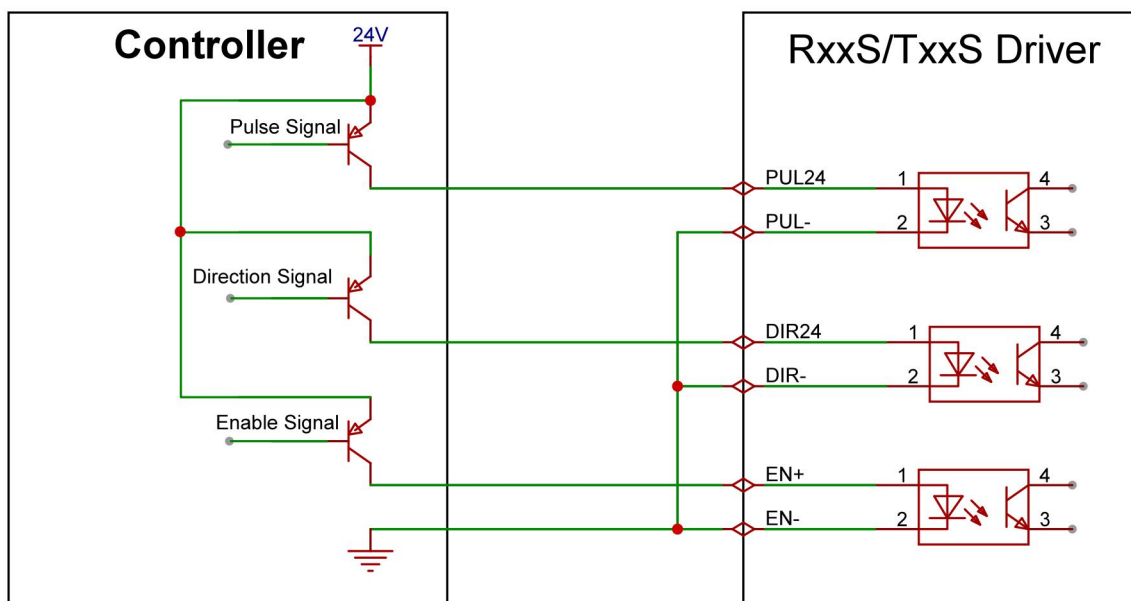 Controller
24V
Pulse Signal
Direction Signal
Enable Signal
RxxS/TxxS Driver
PUL24
1
4
PUL-
2
3
DIR24
1
4
DIR-
2
3
EN+
1
4
EN-
2
3